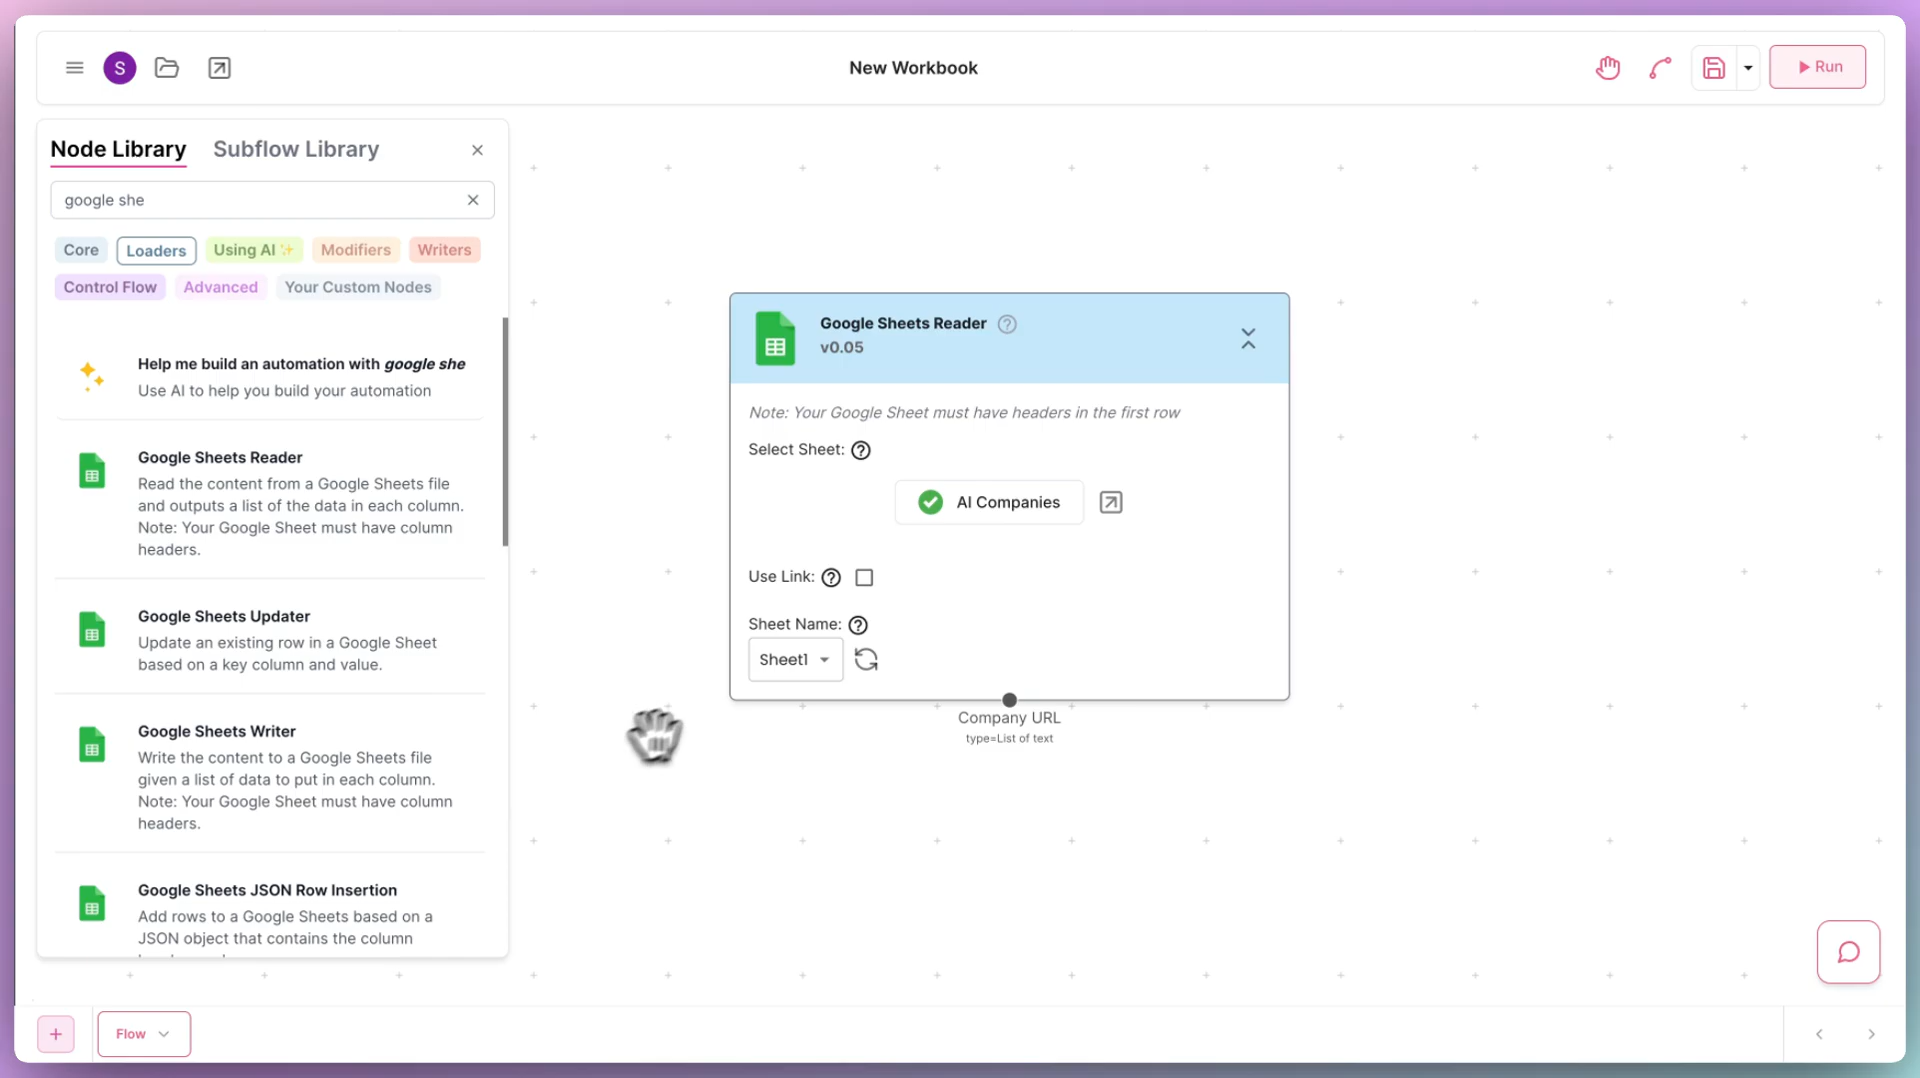 S
New Workbook
Run
Node Library
Subflow Library
google she
Core
Loaders
Using AI
Modifiers
Writers
Control Flow
Advanced
Your Custom Nodes
Help me build an automation with google she
Use AI to help you build your automation
Google Sheets Reader
Read the content from a Google Sheets file
and outputs a list of the data in each column.
Note: Your Google Sheet must have column
headers.
Google Sheets Updater
Update an existing row in a Google Sheet
based on a key column and value.
Google Sheets Writer
Write the content to a Google Sheets file
given a list of data to put in each column.
Note: Your Google Sheet must have column
headers.
Google Sheets JSON Row Insertion
Add rows to a Google Sheets based on a
JSON object that contains the column
Google Sheets Reader
v0.05
Note: Your Google Sheet must have headers in the first row
Select Sheet:
AI Companies
Use Link:
Sheet Name:
Sheet1
Company URL
type=List of text
Flow